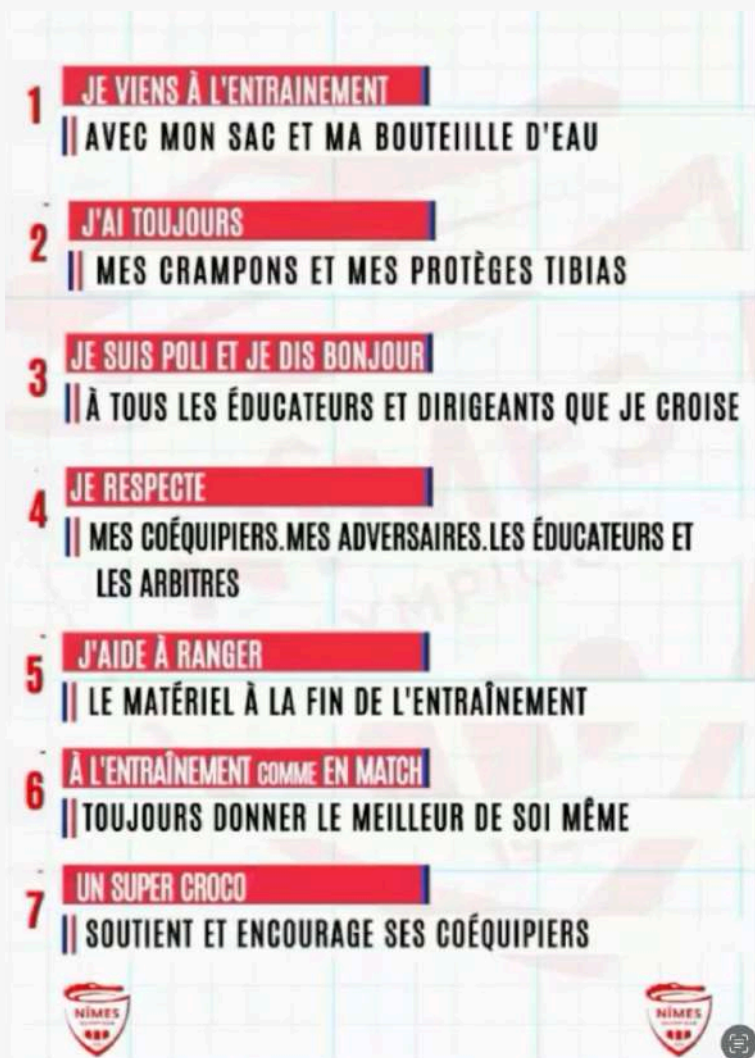 1
JE VIENS À L'ENTRAINEMENT
AVEC MON SAC ET MA BOUTEIILLE D'EAU
2
J'AI TOUJOURS
MES CRAMPONS ET MES PROTÈGES TIBIAS
3
JE SUIS POLI ET JE DIS BONJOUR
À TOUS LES ÉDUCATEURS ET DIRIGEANTS QUE JE CROISE
4
JE RESPECTE
MES COÉQUIPIERS.MES ADVERSAIRES.LES ÉDUCATEURS ET
LES ARBITRES
5
J'AIDE À RANGER
LE MATÉRIEL À LA FIN DE L'ENTRAÎNEMENT
6
À L'ENTRAÎNEMENT COMME EN MATCH
TOUJOURS DONNER LE MEILLEUR DE SOI MÊME
7
UN SUPER CROCO
SOUTIENT ET ENCOURAGE SES COÉQUIPIERS
NÎMES
NÎMES